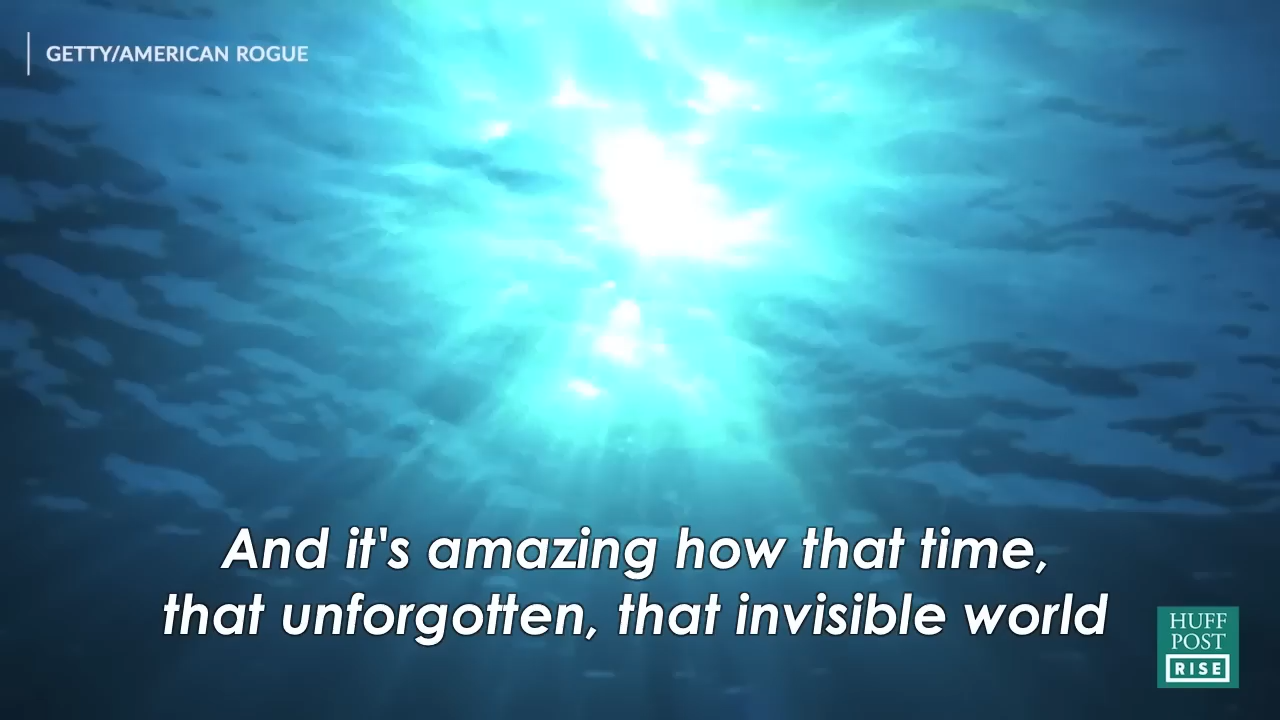 GETTY/AMERICAN ROGUE
And it's amazing how that time,
that unforgotten, that invisible world
HUFF
POST
RISE